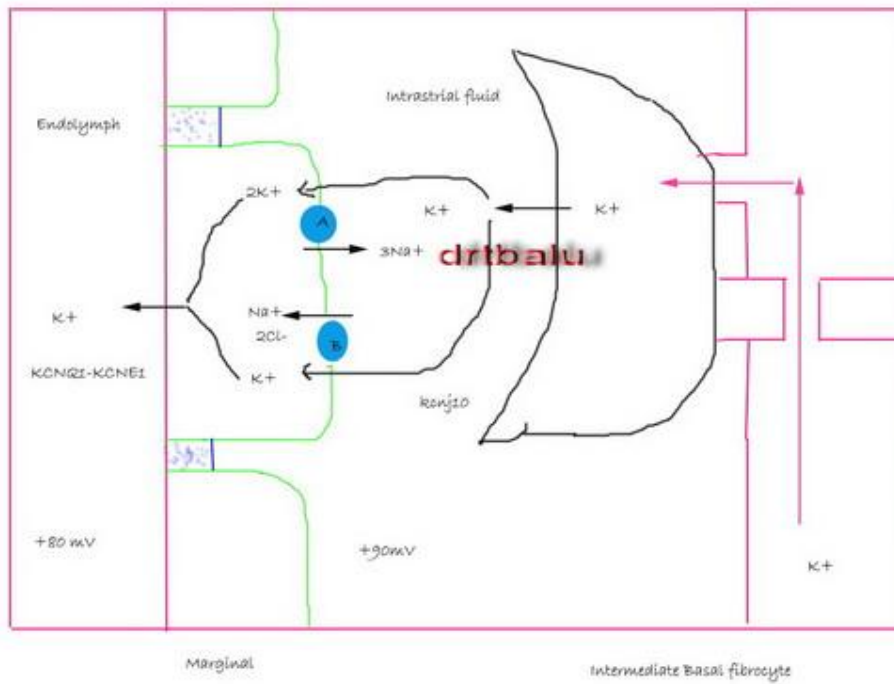 Intrastrial fluid
Endolymph
2K+
K+
K+
A
3Na+
drtbalu
Na+
2Cl-
B
K+
KCNQ1-KCNE1
K+
kcnj10
+80 mV
+90mV
K+
Marginal
Intermediate Basal fibrocyte